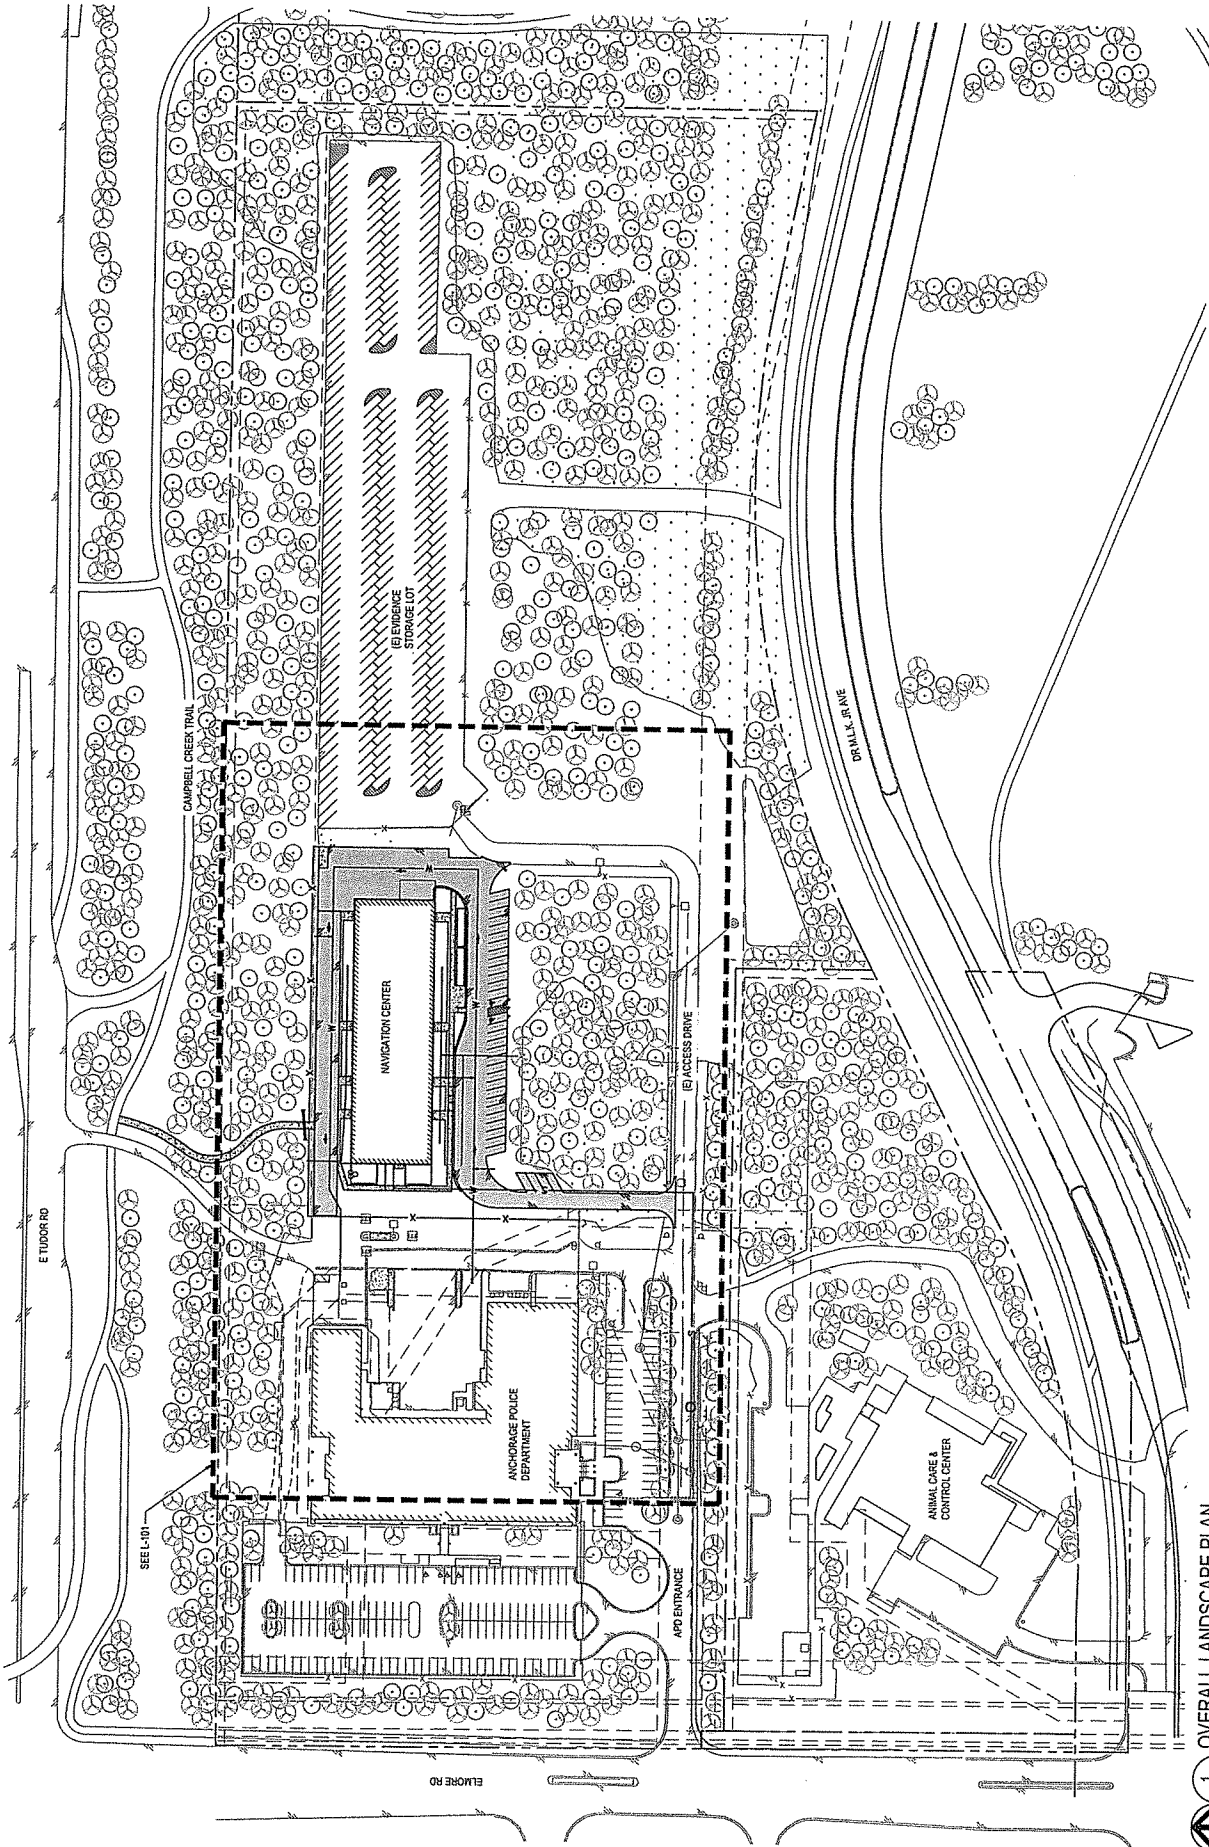 E TUDOR RD
CAMPBELL CREEK TRAIL
SEE L-101
(E) EVIDENCE
STORAGE LOT
NAVIGATION CENTER
ANCHORAGE POLICE
DEPARTMENT
(E) ACCESS DRIVE
APD ENTRANCE
DR M.L.K. JR AVE
ANIMAL CARE &
CONTROL CENTER
ELMORE RD
1 OVERALL LANDSCAPE PLAN